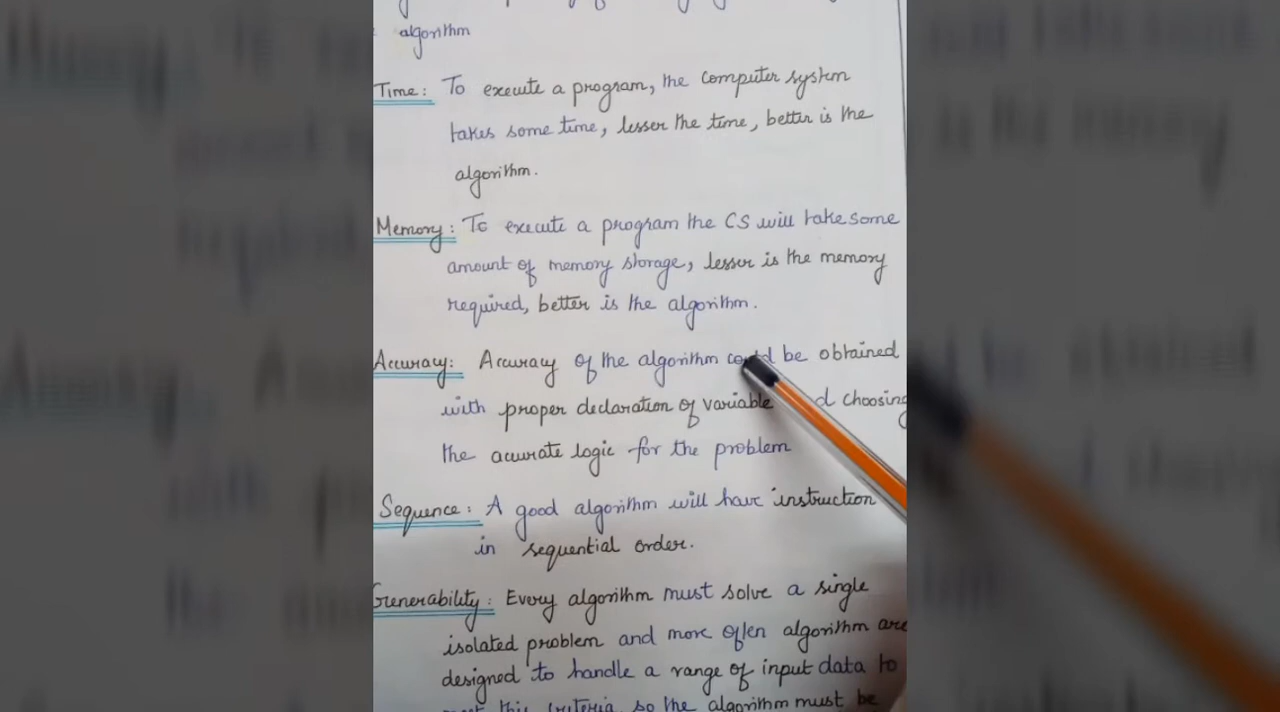 algorithm
Time: To execute a program, the computer system
takes some time, lesser the time, better is the
algorithm.
Memory: To execute a program the CS will take some
amount of memory storage, lesser is the memory
required, better is the algorithm.
Accuracy: Accuracy of the algorithm could be obtained
with proper declaration of variable choosing
the accurate logic for the problem
Sequence: A good algorithm will have instruction
in sequential order.
Generability: Every algorithm must solve a single
isolated problem and more often algorithm are
designed to handle a range of input data to
this criteria so the algorithm must be